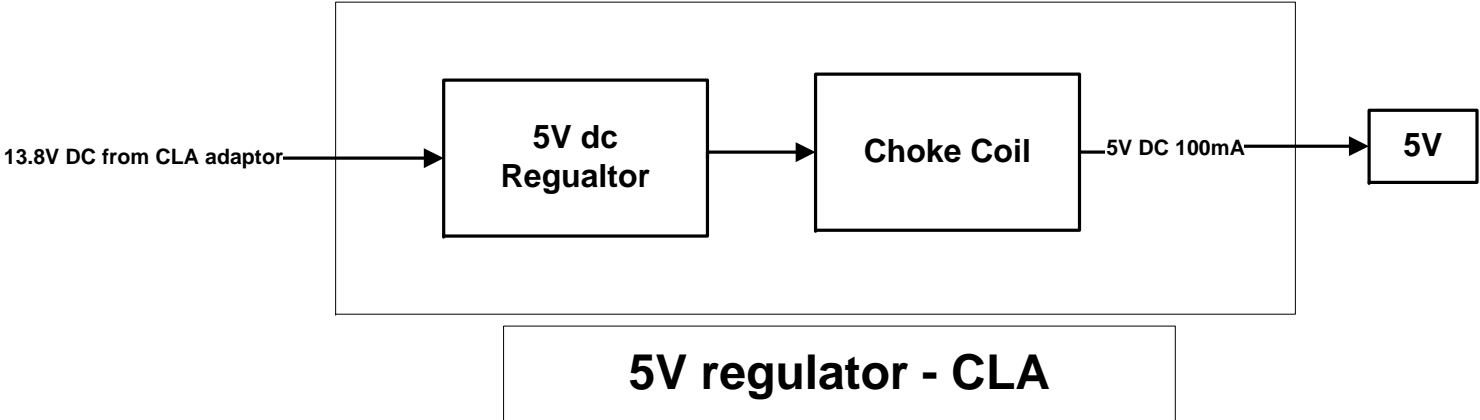 13.8V DC from CLA adaptor
5V dc
Regualtor
Choke Coil
5V DC 100mA
5V
5V regulator - CLA